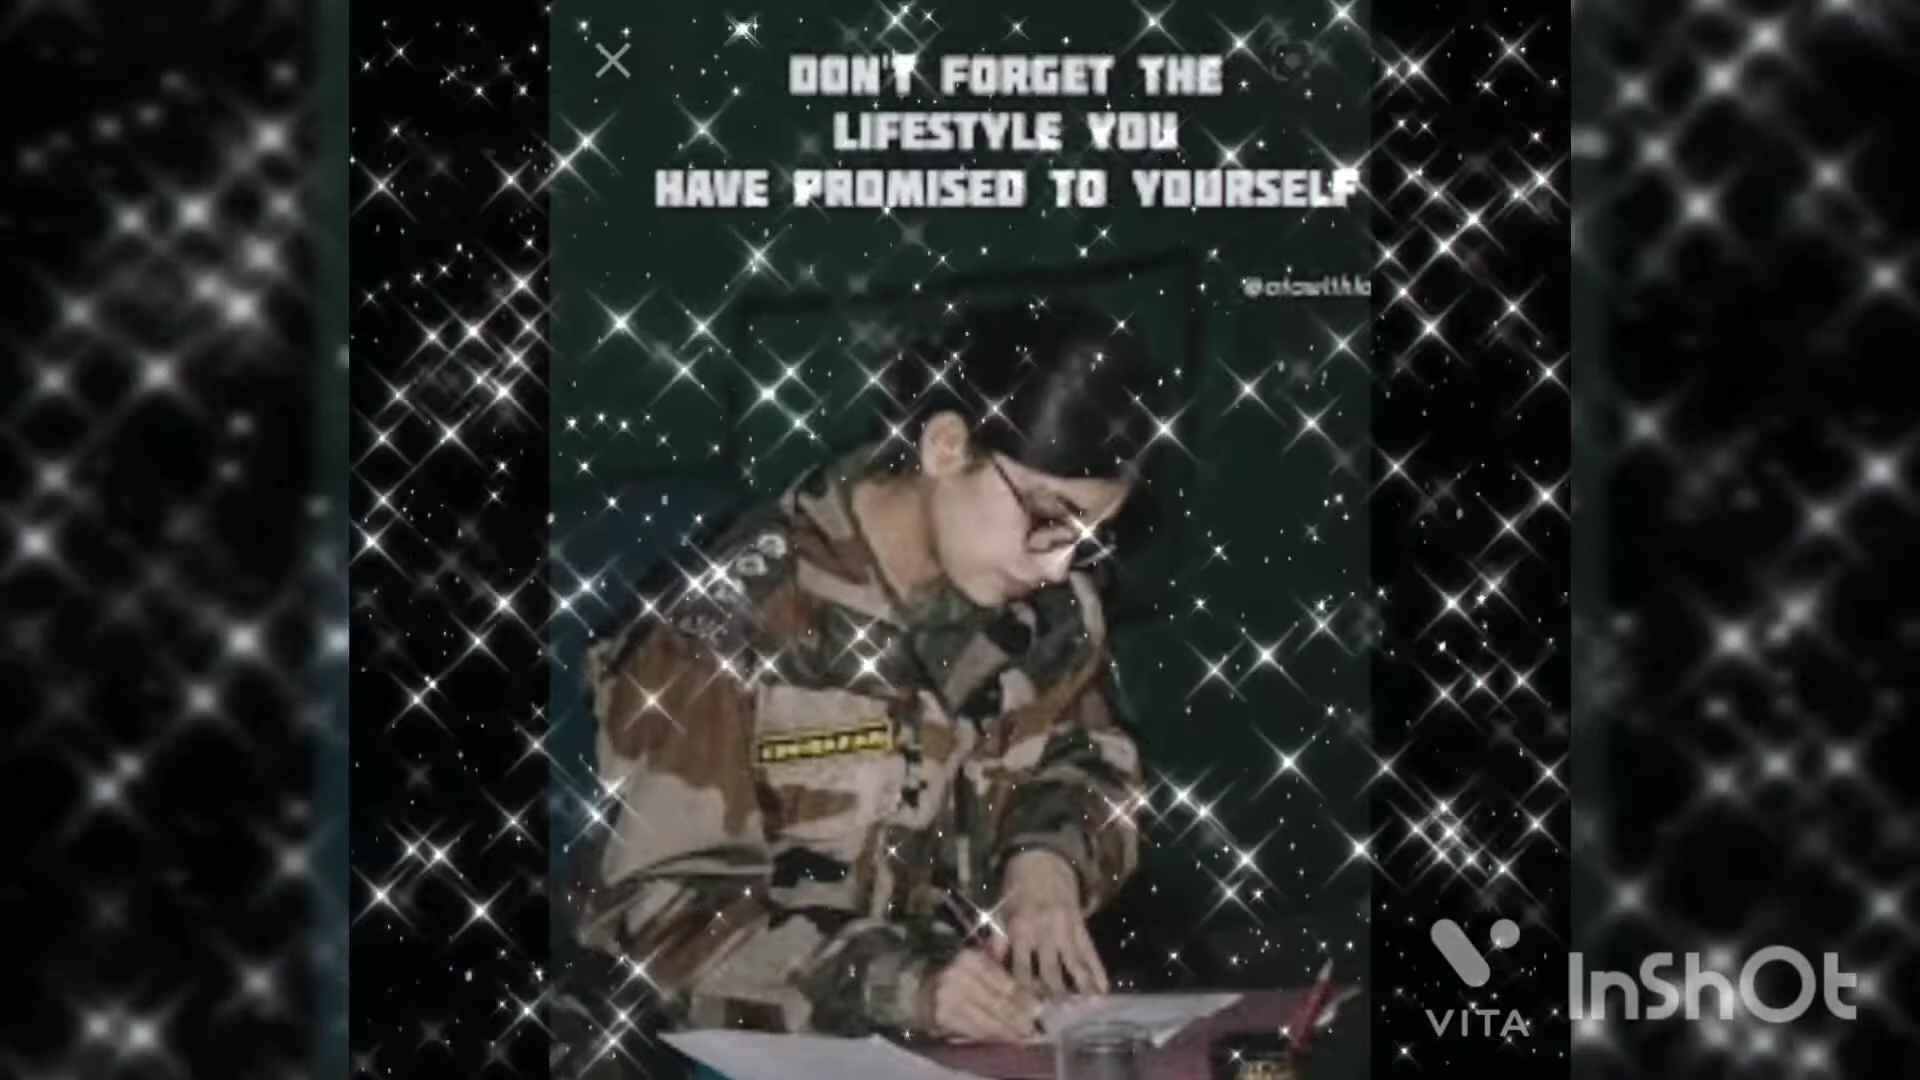 DON'T FORGET THE
LIFESTYLE YOU
HAVE PROMISED TO YOURSELF
VITA
InShOt